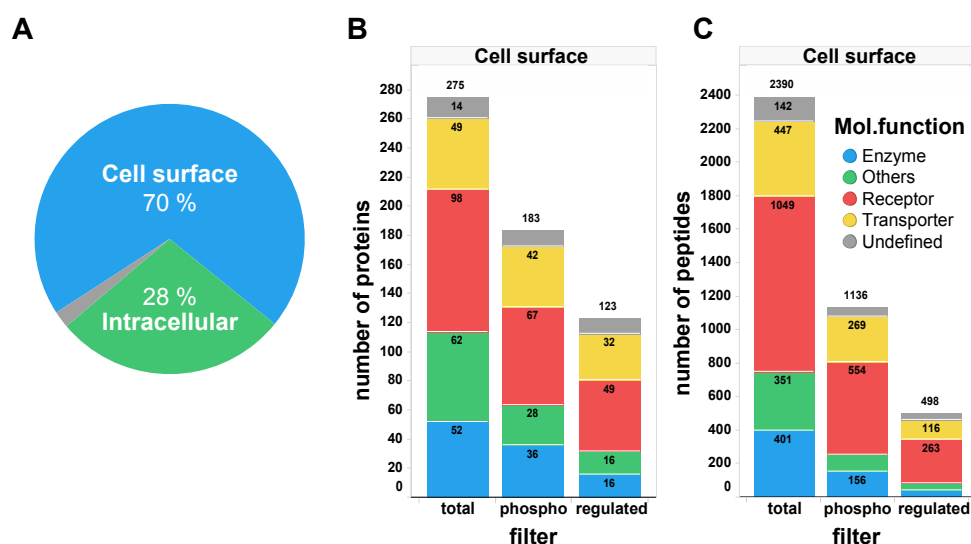 A
Cell surface
70 %
28 %
Intracellular
B
Cell surface
number of proteins
280
260
240
220
200
180
160
140
120
100
80
60
40
20
0
275
14
49
98
62
52
183
42
67
28
36
123
32
49
16
16
total
phospho
regulated
filter
C
Cell surface
number of peptides
2400
2200
2000
1800
1600
1400
1200
1000
800
600
400
200
0
2390
142
447
1049
351
401
1136
269
554
156
498
116
263
total
phospho
regulated
filter
Mol.function
Enzyme
Others
Receptor
Transporter
Undefined